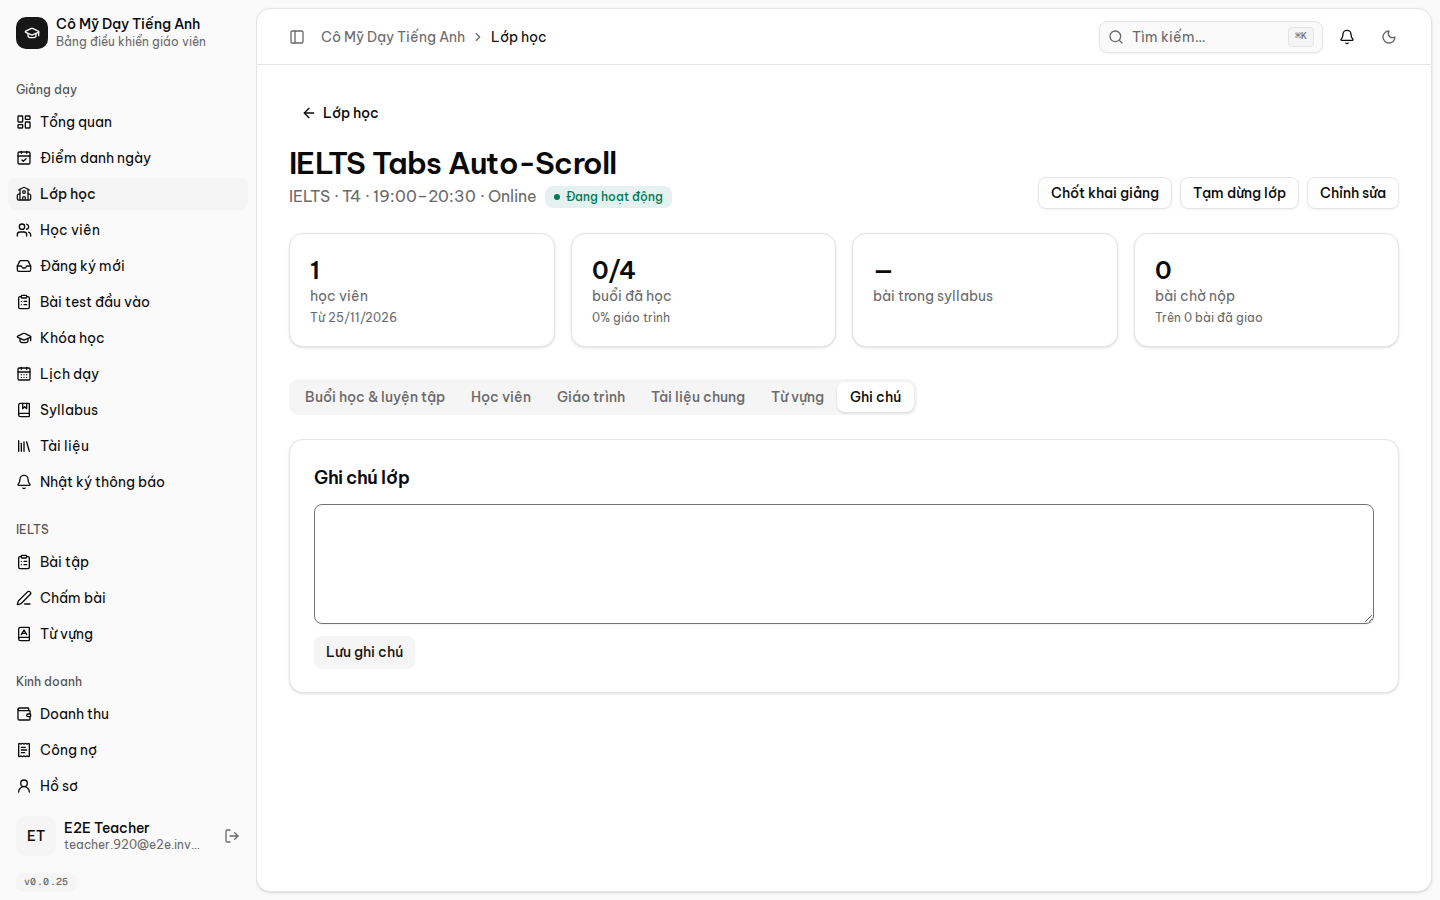 Cô Mỹ Dạy Tiếng Anh
Bảng điều khiển giáo viên
Giảng dạy
Tổng quan
Điểm danh ngày
Lớp học
Học viên
Đăng ký mới
Bài test đầu vào
Khóa học
Lịch dạy
Syllabus
Tài liệu
Nhật ký thông báo
IELTS
Bài tập
Chấm bài
Từ vựng
Kinh doanh
Doanh thu
Công nợ
Hồ sơ
ET
E2E Teacher
teacher.920@e2e.inv...
v0.0.25
Cô Mỹ Dạy Tiếng Anh > Lớp học
Tìm kiếm... ⌘K
← Lớp học
IELTS Tabs Auto-Scroll
IELTS · T4 · 19:00–20:30 · Online Đang hoạt động
Chốt khai giảng Tạm dừng lớp Chỉnh sửa
1
học viên
Từ 25/11/2026
0/4
buổi đã học
0% giáo trình
—
bài trong syllabus
0
bài chờ nộp
Trên 0 bài đã giao
Buổi học & luyện tập Học viên Giáo trình Tài liệu chung Từ vựng Ghi chú
Ghi chú lớp
Lưu ghi chú